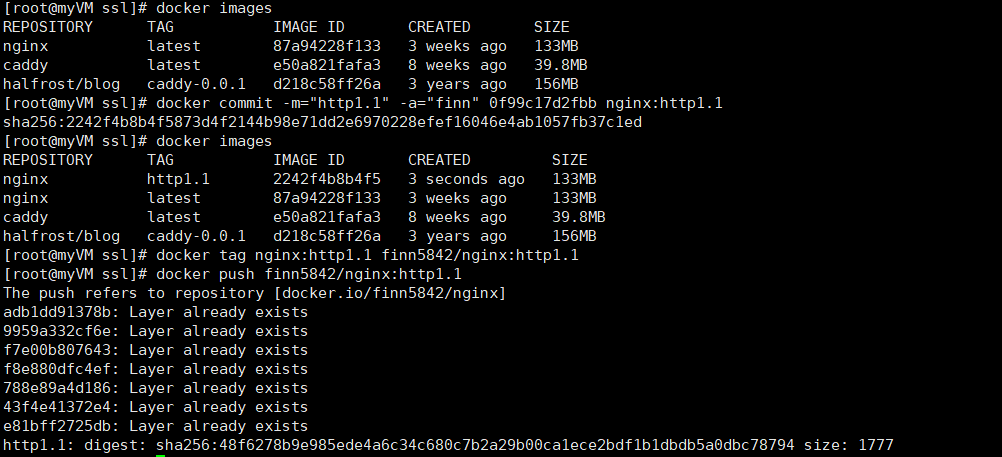 [root@myVM ssl]# docker images
REPOSITORY TAG IMAGE ID CREATED SIZE
nginx latest 87a94228f133 3 weeks ago 133MB
caddy latest e50a821fafa3 8 weeks ago 39.8MB
halfrost/blog caddy-0.0.1 d218c58ff26a 3 years ago 156MB
[root@myVM ssl]# docker commit -m="http1.1" -a="finn" 0f99c17d2fbb nginx:http1.1
sha256:2242f4b8b4f5873d4f2144b98e71dd2e6970228efef16046e4ab1057fb37c1ed
[root@myVM ssl]# docker images
REPOSITORY TAG IMAGE ID CREATED SIZE
nginx http1.1 2242f4b8b4f5 3 seconds ago 133MB
nginx latest 87a94228f133 3 weeks ago 133MB
caddy latest e50a821fafa3 8 weeks ago 39.8MB
halfrost/blog caddy-0.0.1 d218c58ff26a 3 years ago 156MB
[root@myVM ssl]# docker tag nginx:http1.1 finn5842/nginx:http1.1
[root@myVM ssl]# docker push finn5842/nginx:http1.1
The push refers to repository [docker.io/finn5842/nginx]
adb1dd91378b: Layer already exists
9959a332cf6e: Layer already exists
f7e00b807643: Layer already exists
f8e880dfc4ef: Layer already exists
788e89a4d186: Layer already exists
43f4e41372e4: Layer already exists
e81bff2725db: Layer already exists
http1.1: digest: sha256:48f6278b9e985ede4a6c34c680c7b2a29b00ca1ece2bdf1b1dbdb5a0dbc78794 size: 1777